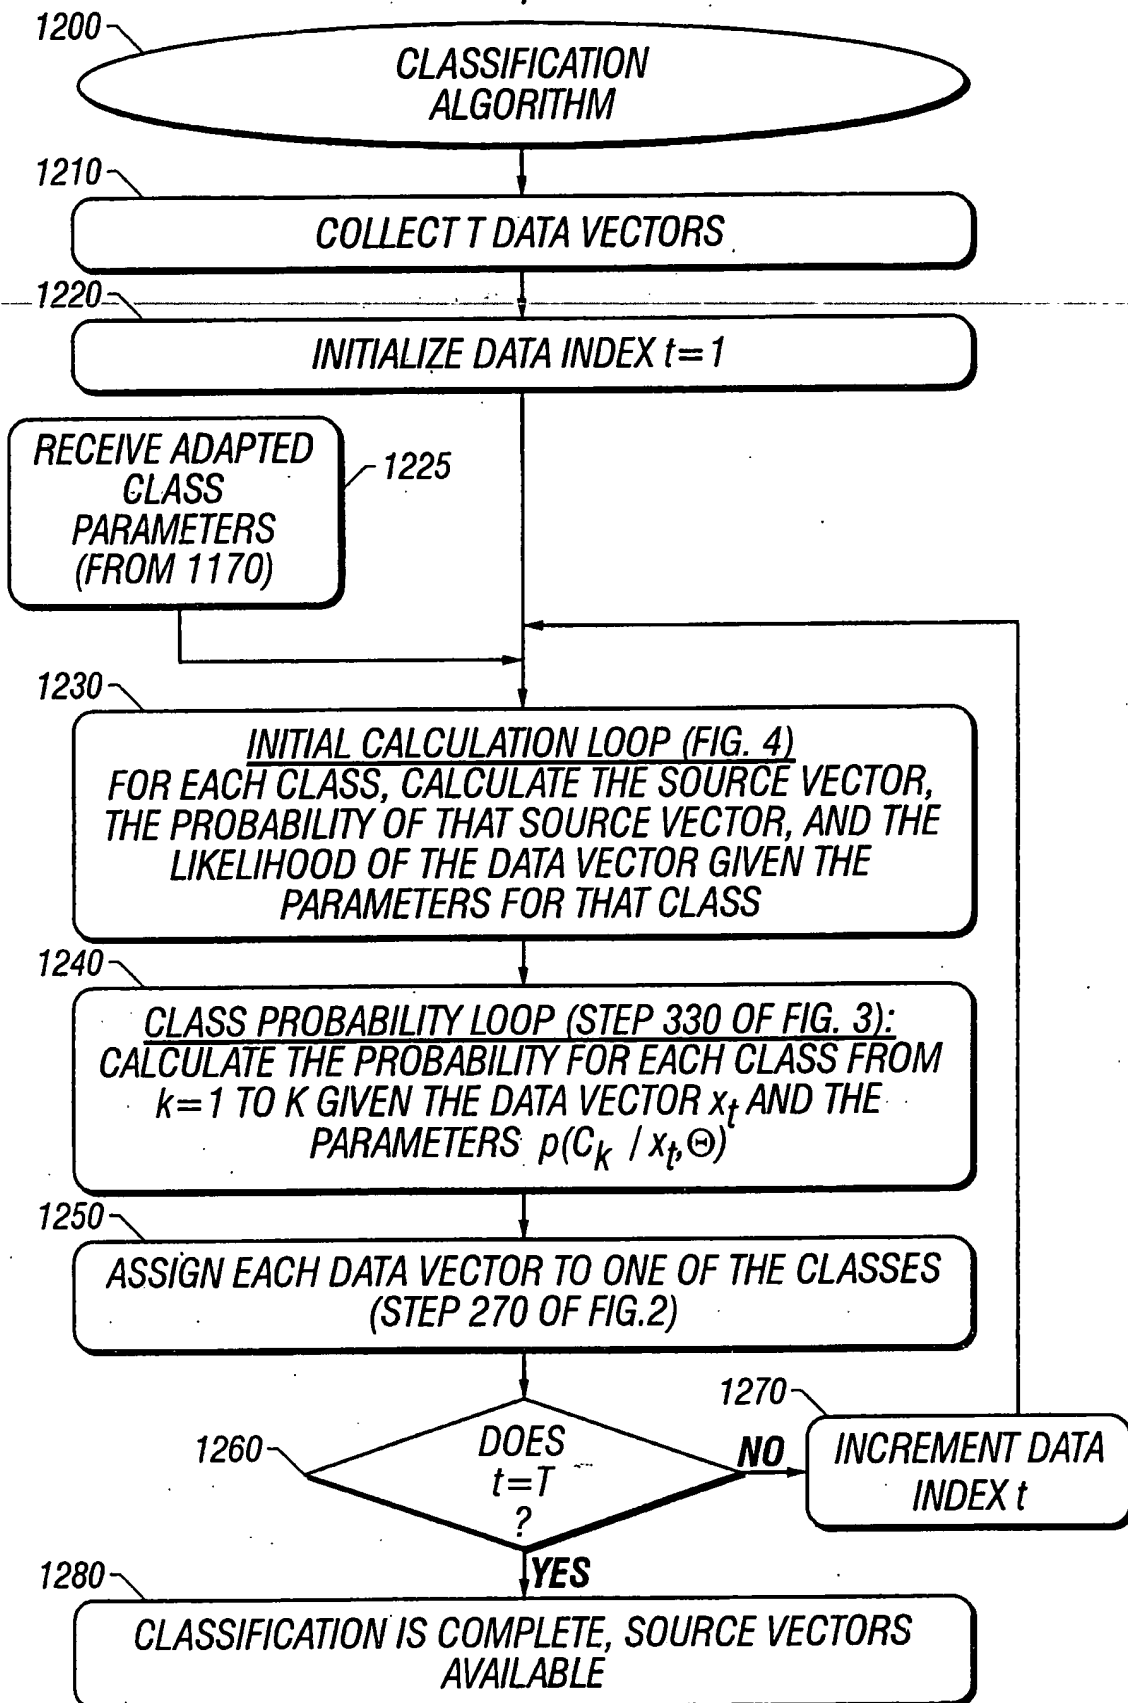 1200
CLASSIFICATION
ALGORITHM
1210
COLLECT T DATA VECTORS
1220
INITIALIZE DATA INDEX t=1
RECEIVE ADAPTED
CLASS
PARAMETERS
(FROM 1170)
1225
1230
INITIAL CALCULATION LOOP (FIG. 4)
FOR EACH CLASS, CALCULATE THE SOURCE VECTOR,
THE PROBABILITY OF THAT SOURCE VECTOR, AND THE
LIKELIHOOD OF THE DATA VECTOR GIVEN THE
PARAMETERS FOR THAT CLASS
1240
CLASS PROBABILITY LOOP (STEP 330 OF FIG. 3):
CALCULATE THE PROBABILITY FOR EACH CLASS FROM
k=1 TO K GIVEN THE DATA VECTOR x_t AND THE
PARAMETERS p(C_k / x_t, Θ)
1250
ASSIGN EACH DATA VECTOR TO ONE OF THE CLASSES
(STEP 270 OF FIG.2)
1260
DOES
t=T
?
NO
1270
INCREMENT DATA
INDEX t
YES
1280
CLASSIFICATION IS COMPLETE, SOURCE VECTORS
AVAILABLE